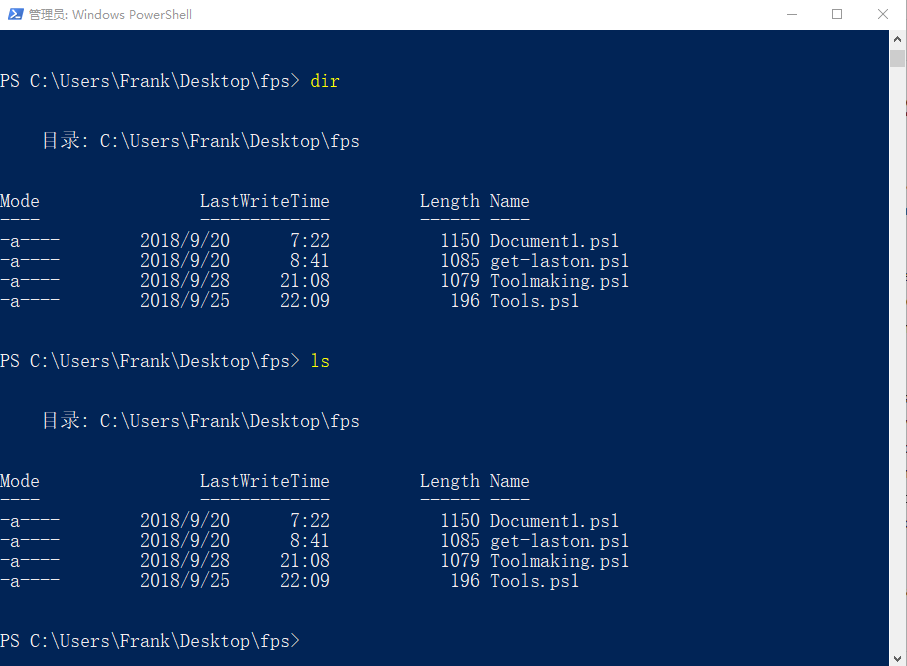 管理员: Windows PowerShell
PS C:\Users\Frank\Desktop\fps> dir
目录: C:\Users\Frank\Desktop\fps
Mode LastWriteTime Length Name
---- ------------- ------ ----
-a---- 2018/9/20 7:22 1150 Document1.ps1
-a---- 2018/9/20 8:41 1085 get-laston.ps1
-a---- 2018/9/28 21:08 1079 Toolmaking.ps1
-a---- 2018/9/25 22:09 196 Tools.ps1
PS C:\Users\Frank\Desktop\fps> ls
目录: C:\Users\Frank\Desktop\fps
Mode LastWriteTime Length Name
---- ------------- ------ ----
-a---- 2018/9/20 7:22 1150 Document1.ps1
-a---- 2018/9/20 8:41 1085 get-laston.ps1
-a---- 2018/9/28 21:08 1079 Toolmaking.ps1
-a---- 2018/9/25 22:09 196 Tools.ps1
PS C:\Users\Frank\Desktop\fps>